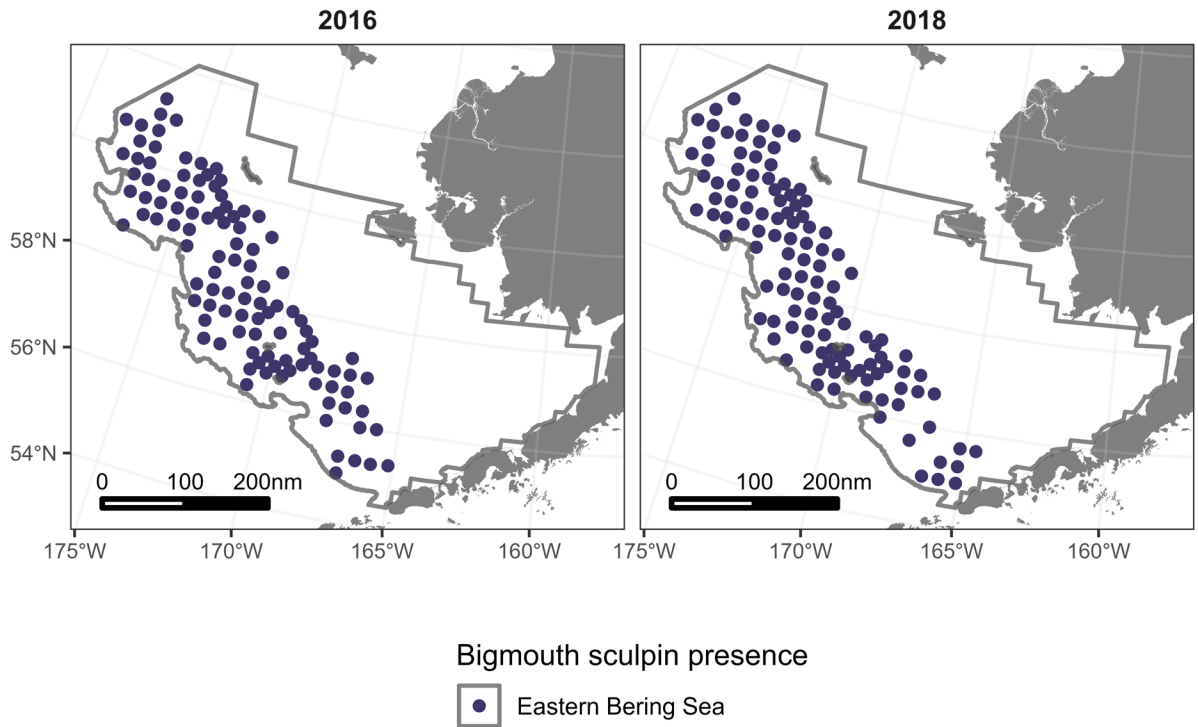 2016 2018
58°N
56°N
54°N
0 100 200nm 0 100 200nm
175°W 170°W 165°W 160°W 175°W 170°W 165°W 160°W
Bigmouth sculpin presence
Eastern Bering Sea